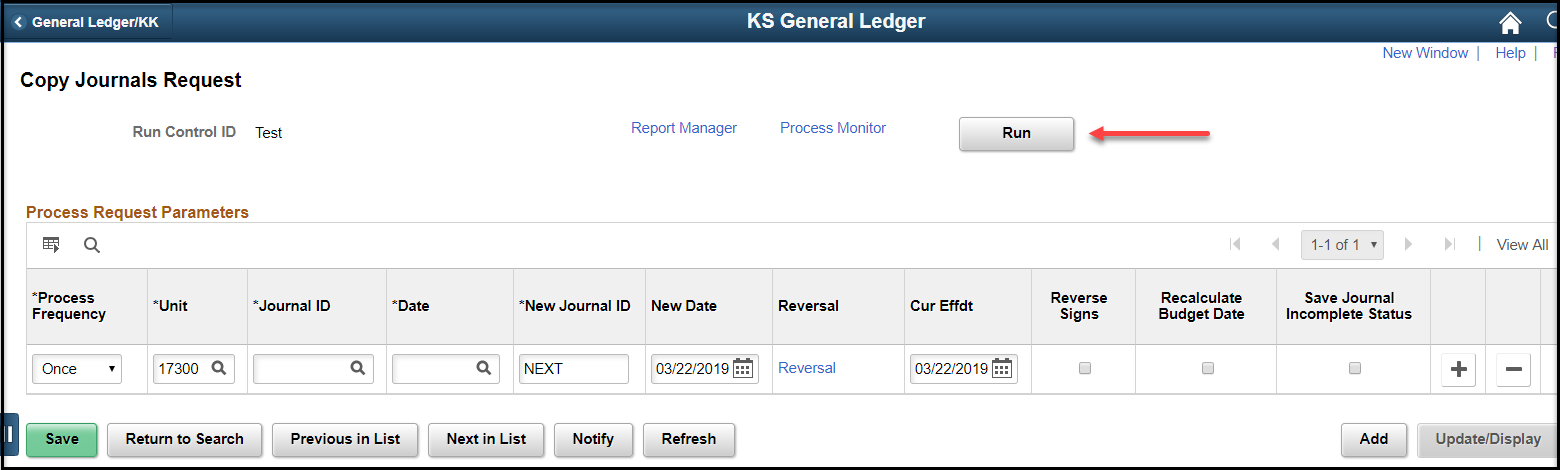 General Ledger/KK
KS General Ledger
New Window | Help |
Copy Journals Request
Run Control ID Test
Report Manager Process Monitor Run
Process Request Parameters
1-1 of 1 | View All
*Process Frequency *Unit *Journal ID *Date *New Journal ID New Date Reversal Cur Effdt Reverse Signs Recalculate Budget Date Save Journal Incomplete Status
Once 17300 NEXT 03/22/2019 Reversal 03/22/2019
Save Return to Search Previous in List Next in List Notify Refresh Add Update/Display